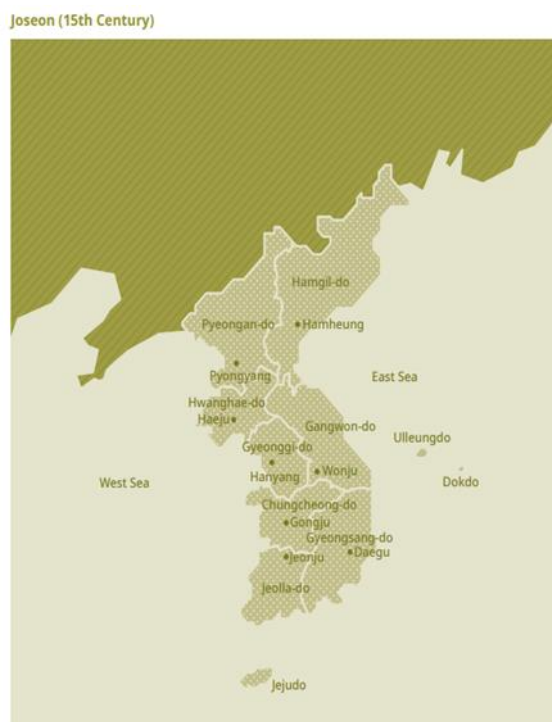 Joseon (15th Century)
Hamgil-do
Pyeongan-do
Hamheung
Pyongyang
East Sea
Hwanghae-do
Haeju
Gangwon-do
Ulleungdo
Gyeonggi-do
Wonju
Hanyang
West Sea
Dokdo
Chungcheong-do
Gongju
Gyeongsang-do
Daegu
Jeonju
Jeolla-do
Jejudo